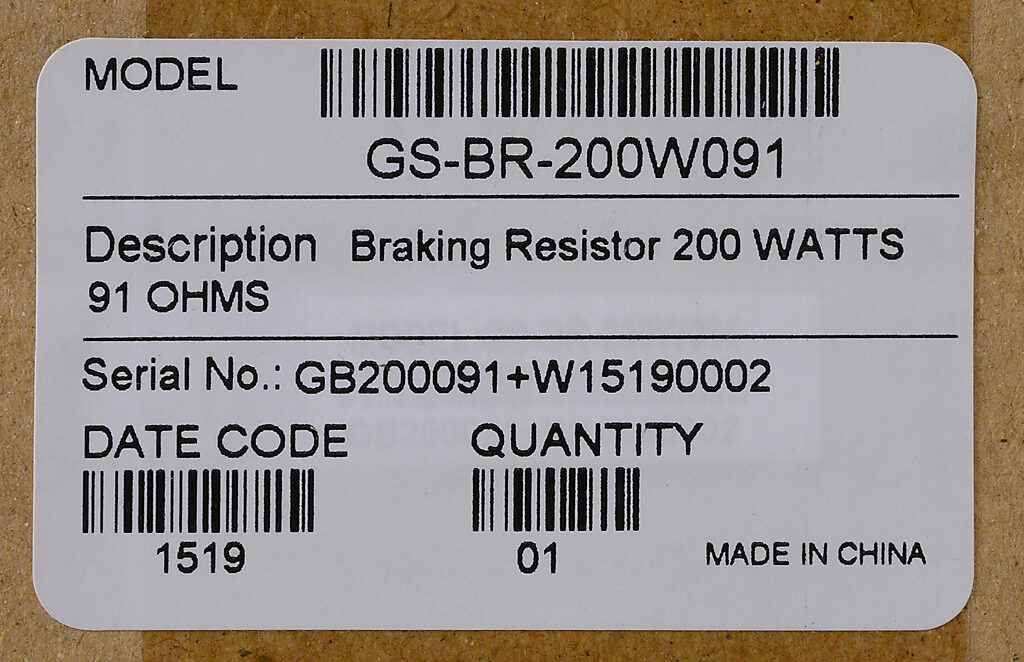 MODEL
GS-BR-200W091
Description Braking Resistor 200 WATTS
91 OHMS
Serial No.: GB200091+W15190002
DATE CODE QUANTITY
1519 01 MADE IN CHINA